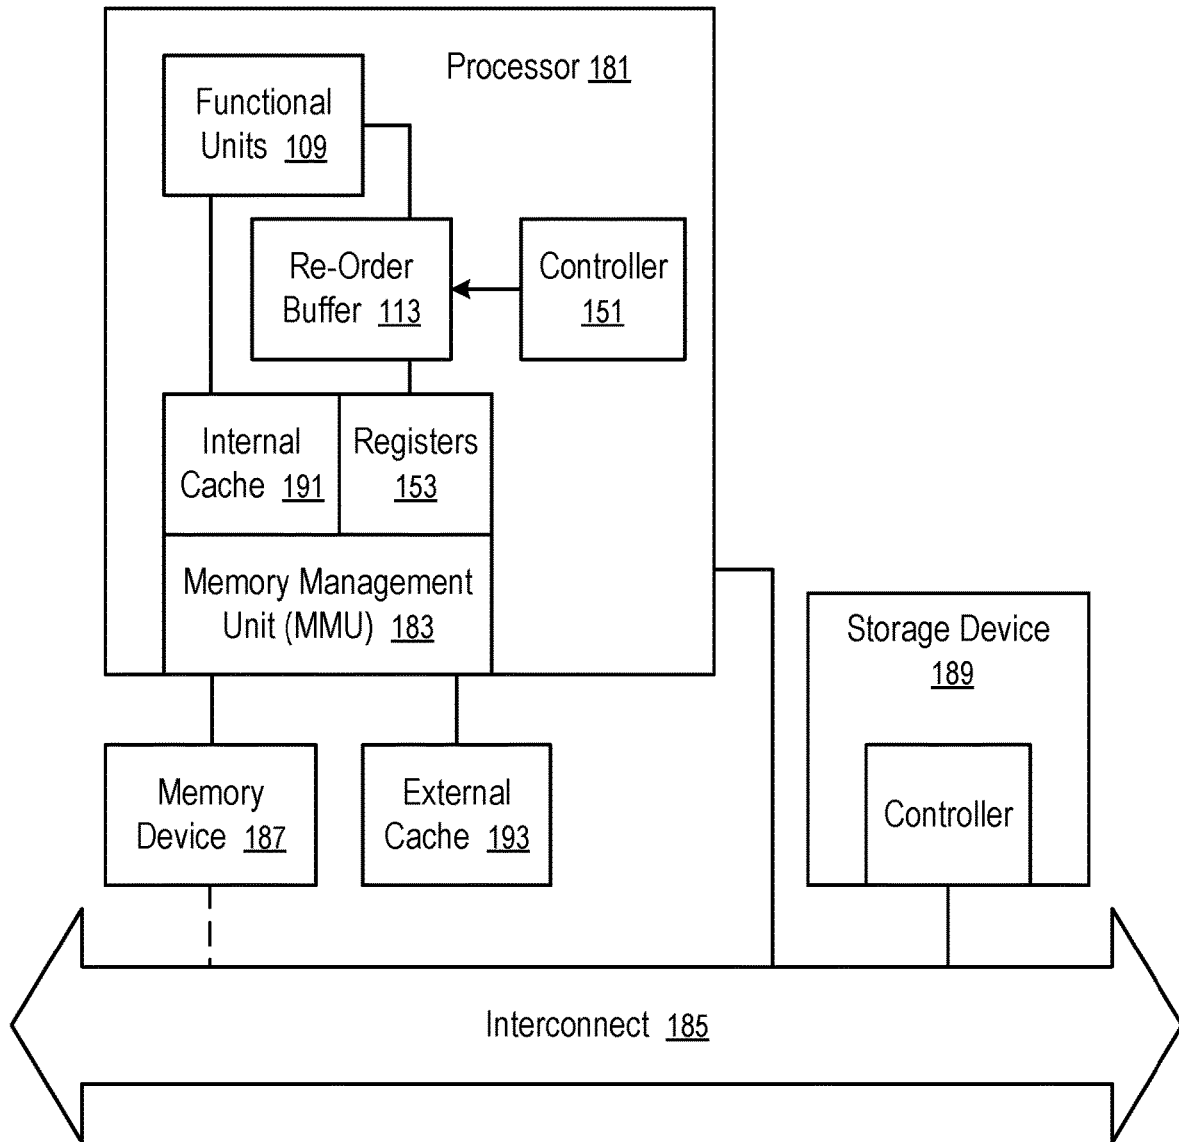 Processor 181
Functional
Units 109
Re-Order
Buffer 113
Controller
151
Internal
Cache 191
Registers
153
Memory Management
Unit (MMU) 183
Storage Device
189
Controller
Memory
Device 187
External
Cache 193
Interconnect 185